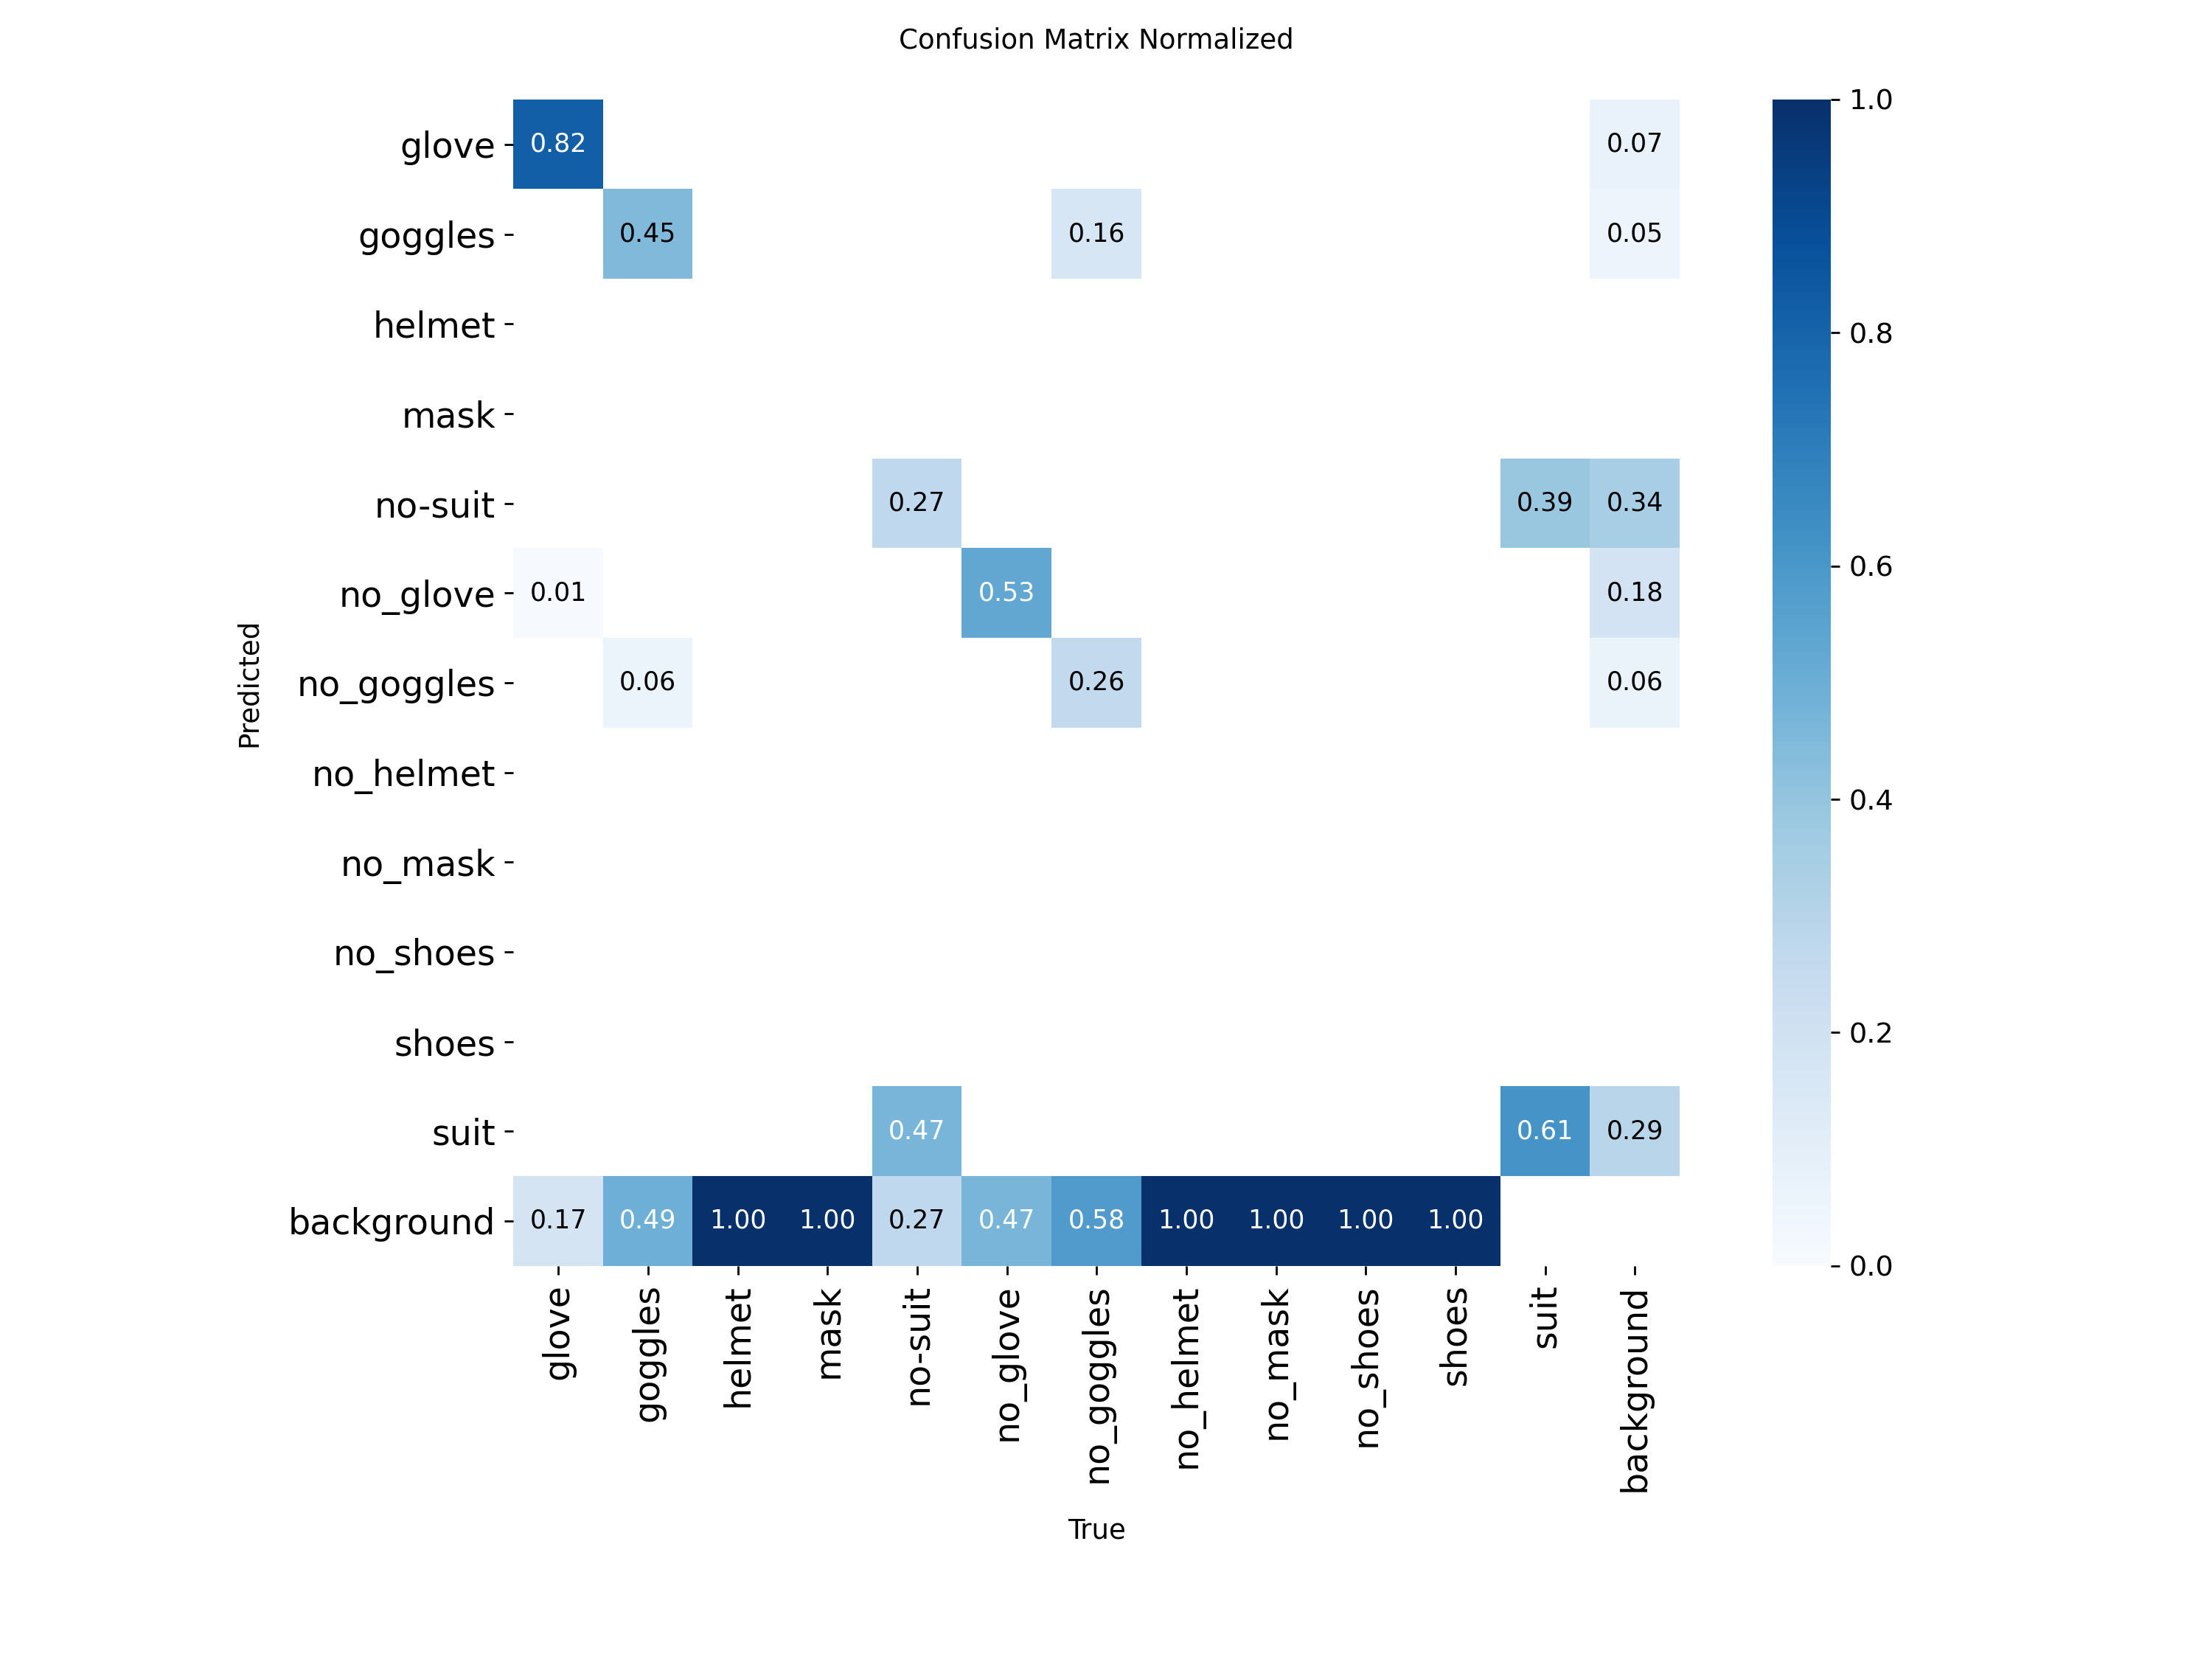 Confusion Matrix Normalized
glove 0.82 0.07
goggles 0.45 0.16 0.05
helmet
mask
no-suit 0.27 0.39 0.34
no_glove 0.01 0.53 0.18
no_goggles 0.06 0.26 0.06
no_helmet
no_mask
no_shoes
shoes
suit 0.47 0.61 0.29
background 0.17 0.49 1.00 1.00 0.27 0.47 0.58 1.00 1.00 1.00 1.00
Predicted
glove goggles helmet mask no-suit no_glove no_goggles no_helmet no_mask no_shoes shoes suit background
True
1.0
0.8
0.6
0.4
0.2
0.0